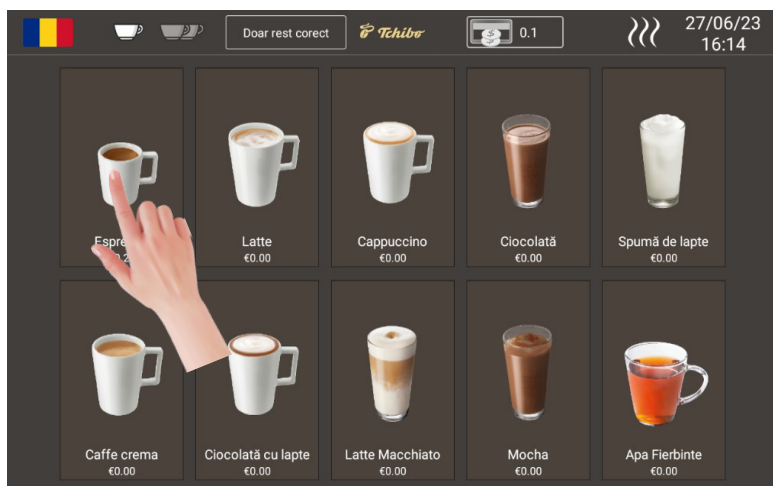 Doar rest corect
Tchibo
0.1
27/06/23
16:14
Latte
€0.00
Cappuccino
€0.00
Ciocolată
€0.00
Spumă de lapte
€0.00
Caffe crema
€0.00
Ciocolată cu lapte
€0.00
Latte Macchiato
€0.00
Mocha
€0.00
Apa Fierbinte
€0.00